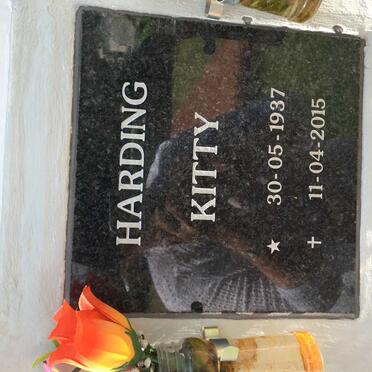 HARDING
KITTY
★ 30-05-1937
✝ 11-04-2015